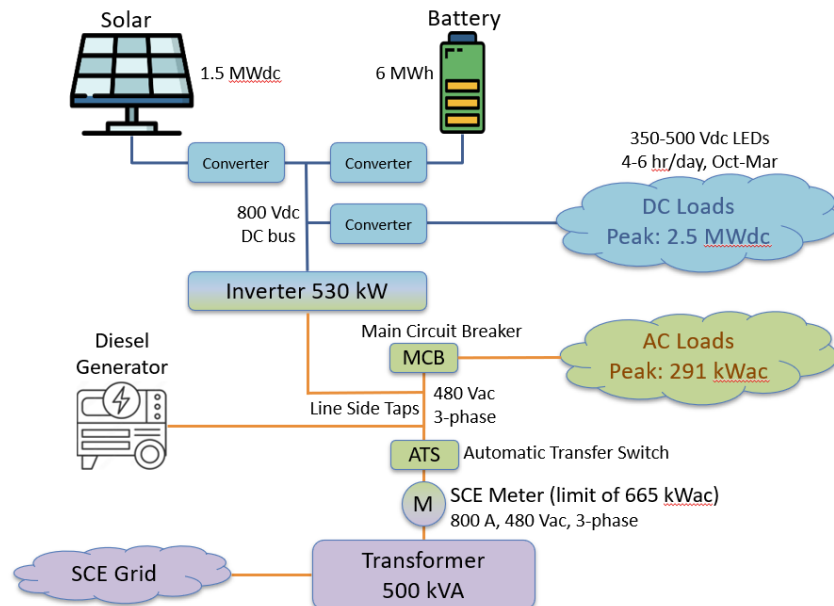 Solar
Battery
1.5 MWdc
6 MWh
350-500 Vdc LEDs
4-6 hr/day, Oct-Mar
Converter
Converter
800 Vdc
DC bus
Converter
DC Loads
Peak: 2.5 MWdc
Inverter 530 kW
Diesel
Generator
Main Circuit Breaker
MCB
AC Loads
Peak: 291 kWac
Line Side Taps
480 Vac
3-phase
ATS
Automatic Transfer Switch
M
SCE Meter (limit of 665 kWac)
800 A, 480 Vac, 3-phase
SCE Grid
Transformer
500 kVA